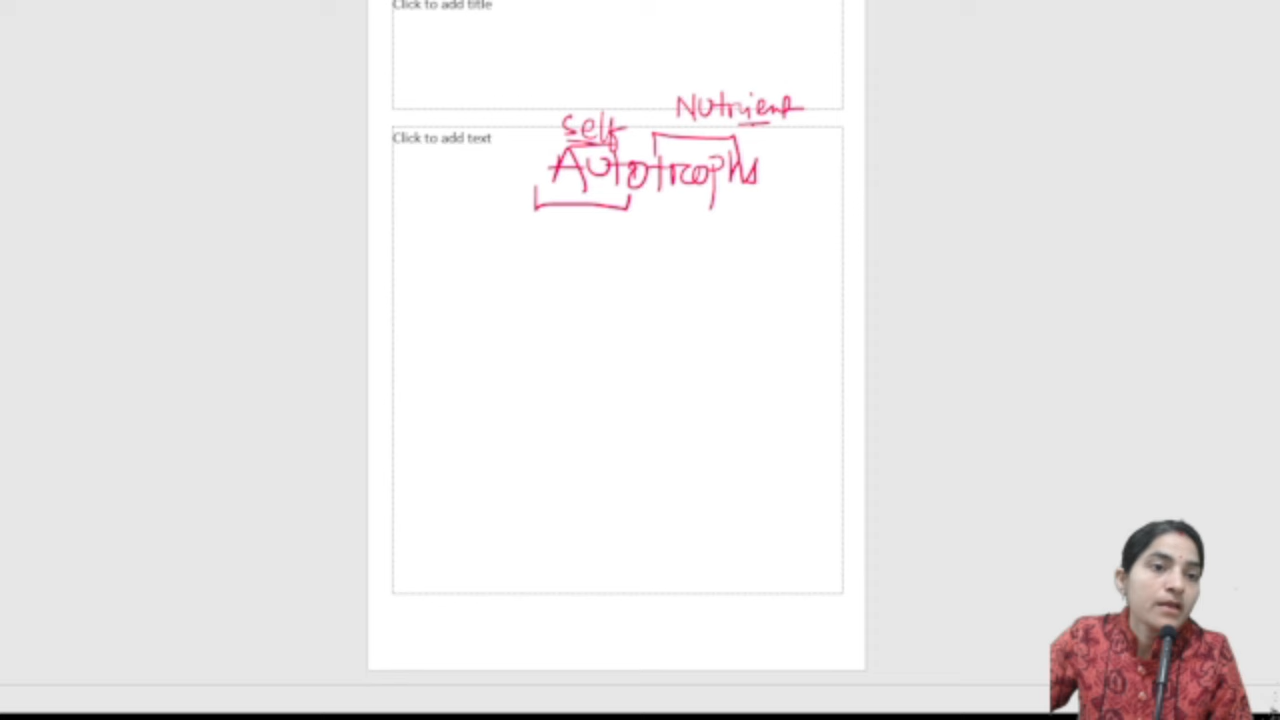 Click to add title
Nutrient
Self
Click to add text
Autotrophs